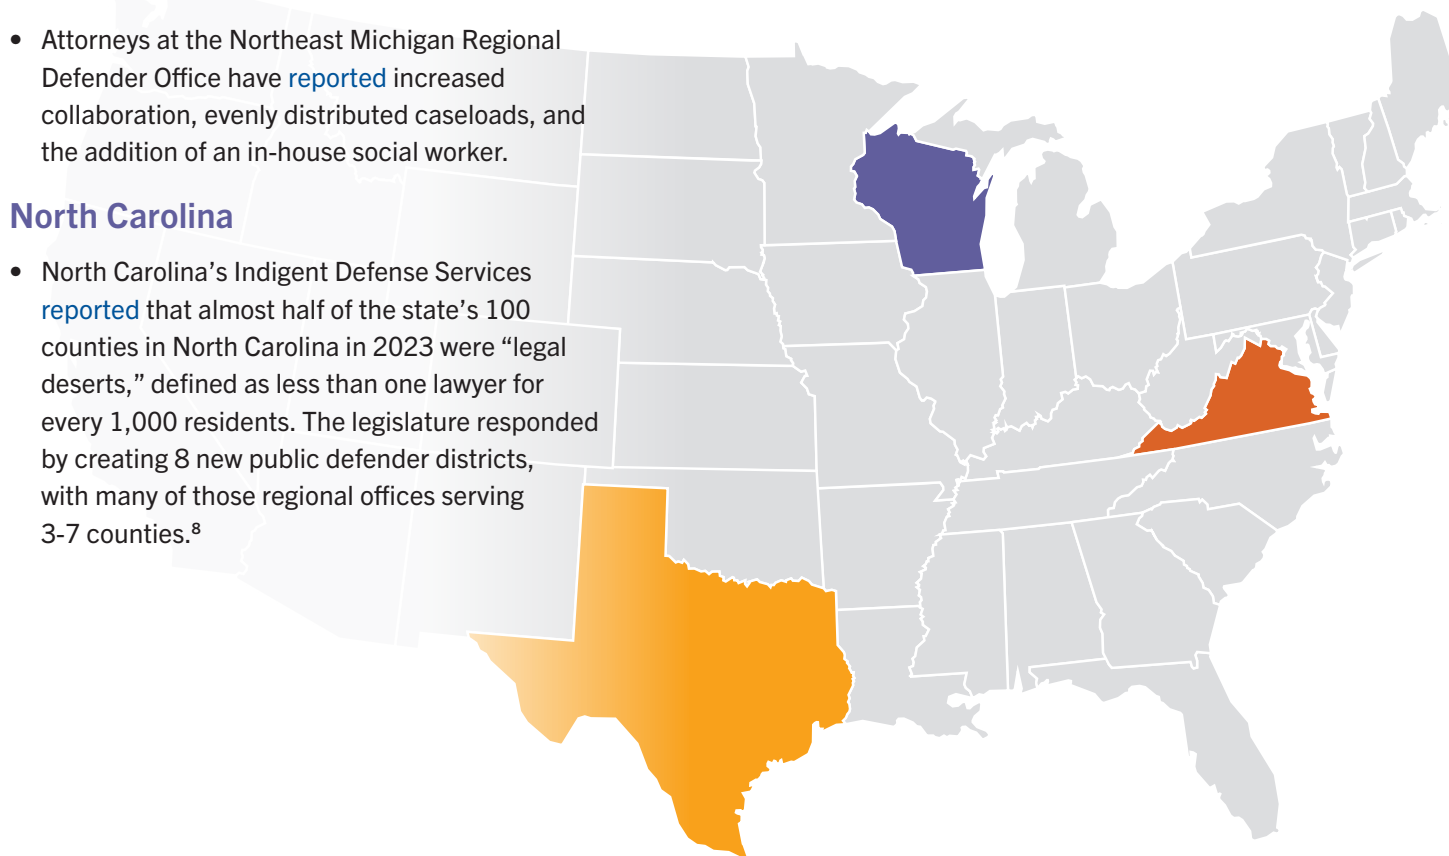 • Attorneys at the Northeast Michigan Regional
Defender Office have reported increased
collaboration, evenly distributed caseloads, and
the addition of an in-house social worker.
North Carolina
• North Carolina’s Indigent Defense Services
reported that almost half of the state’s 100
counties in North Carolina in 2023 were “legal
deserts,” defined as less than one lawyer for
every 1,000 residents. The legislature responded
by creating 8 new public defender districts,
with many of those regional offices serving
3-7 counties.⁸